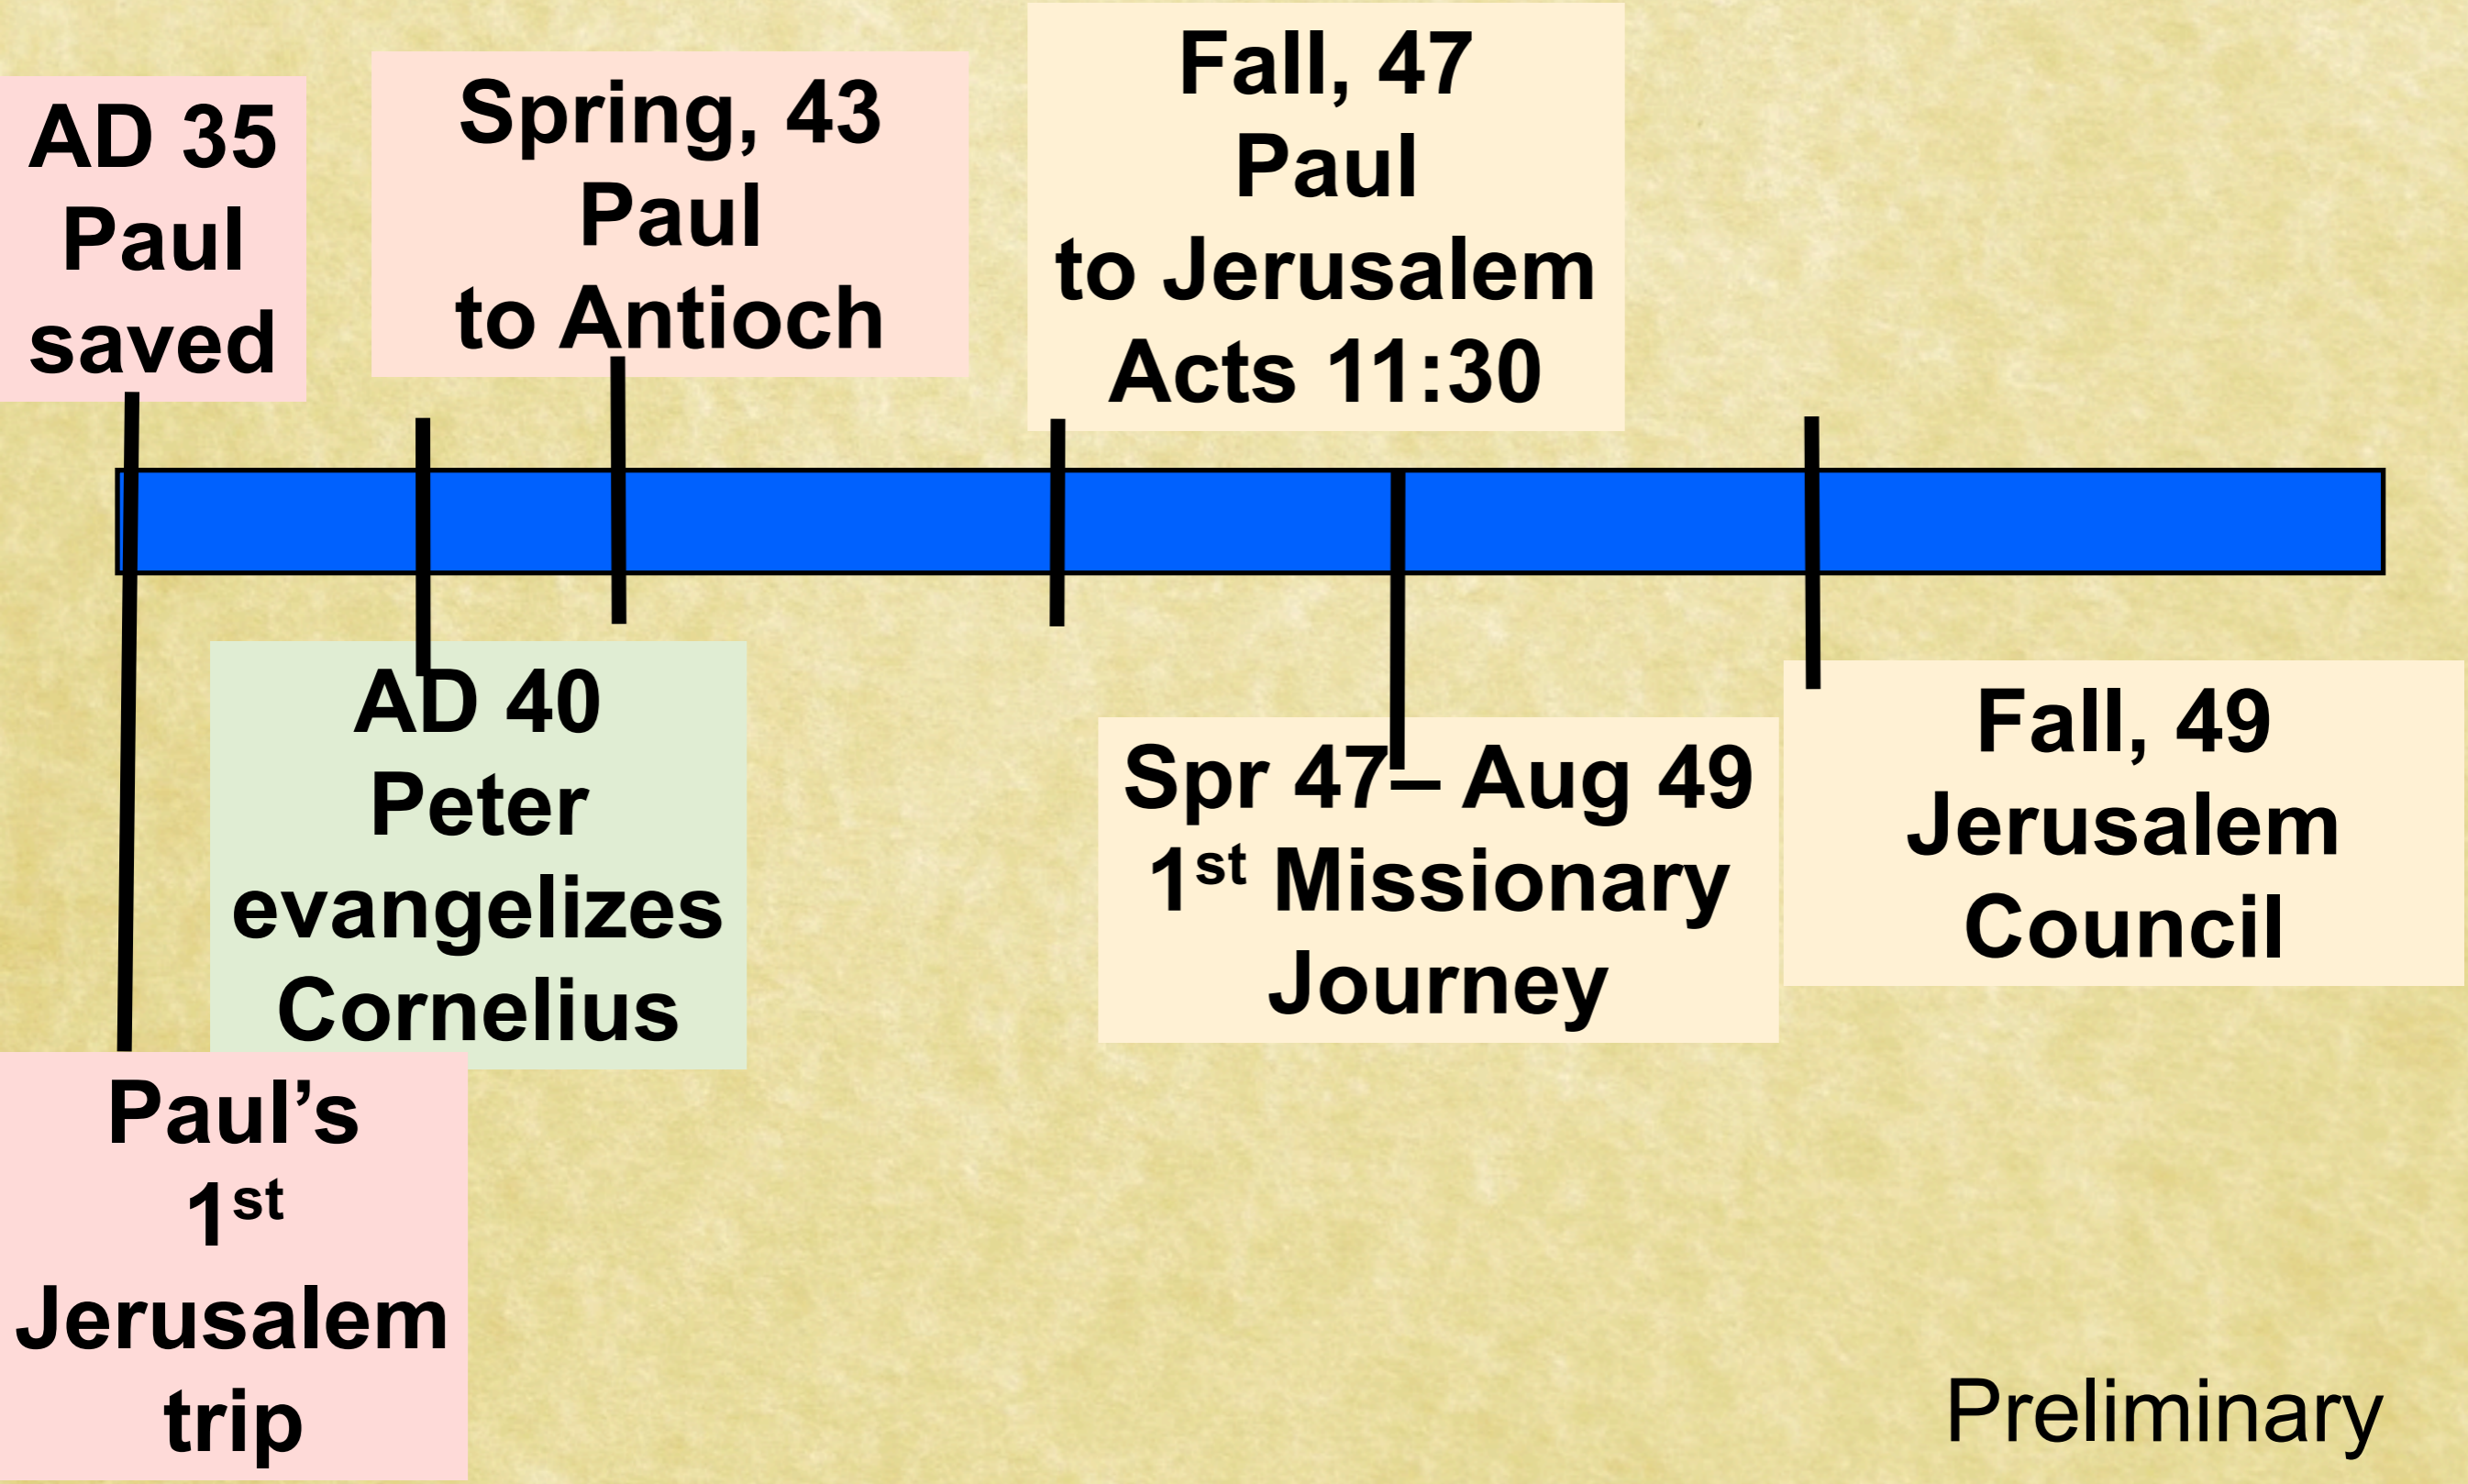 AD 35
Paul
saved
Spring, 43
Paul
to Antioch
Fall, 47
Paul
to Jerusalem
Acts 11:30
AD 40
Peter
evangelizes
Cornelius
Spr 47– Aug 49
1st Missionary
Journey
Fall, 49
Jerusalem
Council
Paul’s
1st
Jerusalem
trip
Preliminary